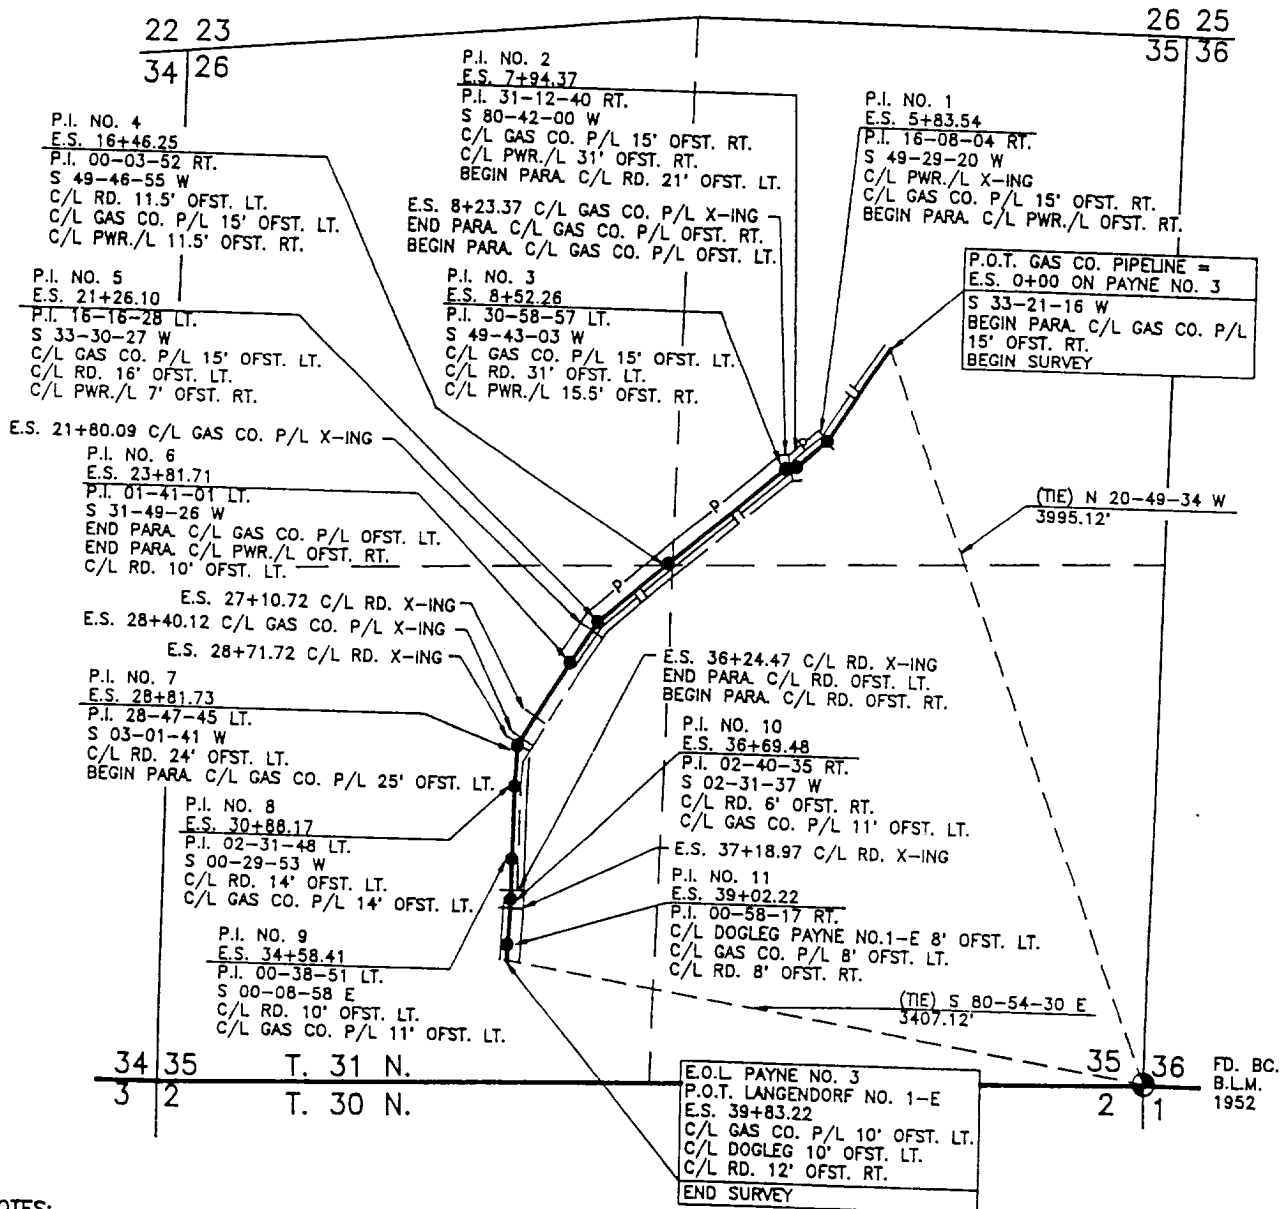 22 23
34 26
26 25
35 36
P.I. NO. 2
E.S. 7+94.37
P.I. 31-12-40 RT.
S 80-42-00 W
C/L GAS CO. P/L 15' OFST. RT.
C/L PWR./L 31' OFST. RT.
BEGIN PARA. C/L RD. 21' OFST. LT.
P.I. NO. 1
E.S. 5+83.54
P.I. 16-08-04 RT.
S 49-29-20 W
C/L PWR./L X-ING
C/L GAS CO. P/L 15' OFST. RT.
BEGIN PARA. C/L PWR./L OFST. RT.
P.I. NO. 4
E.S. 16+46.25
P.I. 00-03-52 RT.
S 49-46-55 W
C/L RD. 11.5' OFST. LT.
C/L GAS CO. P/L 15' OFST. LT.
C/L PWR./L 11.5' OFST. RT.
E.S. 8+23.37 C/L GAS CO. P/L X-ING
END PARA. C/L GAS CO. P/L OFST. RT.
BEGIN PARA. C/L GAS CO. P/L OFST. LT.
P.O.T. GAS CO. PIPELINE =
E.S. 0+00 ON PAYNE NO. 3
S 33-21-16 W
BEGIN PARA. C/L GAS CO. P/L
15' OFST. RT.
BEGIN SURVEY
P.I. NO. 5
E.S. 21+26.10
P.I. 16-16-28 LT.
S 33-30-27 W
C/L GAS CO. P/L 15' OFST. LT.
C/L RD. 16' OFST. LT.
C/L PWR./L 7' OFST. RT.
P.I. NO. 3
E.S. 8+52.26
P.I. 30-58-57 LT.
S 49-43-03 W
C/L GAS CO. P/L 15' OFST. LT.
C/L RD. 31' OFST. LT.
C/L PWR./L 15.5' OFST. RT.
E.S. 21+80.09 C/L GAS CO. P/L X-ING
P.I. NO. 6
E.S. 23+81.71
P.I. 01-41-01 LT.
S 31-49-26 W
END PARA. C/L GAS CO. P/L OFST. LT.
END PARA. C/L PWR./L OFST. RT.
C/L RD. 10' OFST. LT.
P
P
P
(TIE) N 20-49-34 W
3995.12'
E.S. 27+10.72 C/L RD. X-ING
E.S. 28+40.12 C/L GAS CO. P/L X-ING
E.S. 28+71.72 C/L RD. X-ING
P.I. NO. 7
E.S. 28+81.73
P.I. 28-47-45 LT.
S 03-01-41 W
C/L RD. 24' OFST. LT.
BEGIN PARA. C/L GAS CO. P/L 25' OFST. LT.
E.S. 36+24.47 C/L RD. X-ING
END PARA. C/L RD. OFST. LT.
BEGIN PARA. C/L RD. OFST. RT.
P.I. NO. 10
E.S. 36+69.48
P.I. 02-40-35 RT.
S 02-31-37 W
C/L RD. 6' OFST. RT.
C/L GAS CO. P/L 11' OFST. LT.
P.I. NO. 8
E.S. 30+88.17
P.I. 02-31-48 LT.
S 00-29-53 W
C/L RD. 14' OFST. LT.
C/L GAS CO. P/L 14' OFST. LT.
E.S. 37+18.97 C/L RD. X-ING
P.I. NO. 11
E.S. 39+02.22
P.I. 00-58-17 RT.
C/L DOGLEG PAYNE NO.1-E 8' OFST. LT.
C/L GAS CO. P/L 8' OFST. LT.
C/L RD. 8' OFST. RT.
P.I. NO. 9
E.S. 34+58.41
P.I. 00-38-51 LT.
S 00-08-58 E
C/L RD. 10' OFST. LT.
C/L GAS CO. P/L 11' OFST. LT.
(TIE) S 80-54-30 E
3407.12'
34 35 T. 31 N.
3 2 T. 30 N.
35 36
2 1
FD. BC.
B.L.M.
1952
E.O.L. PAYNE NO. 3
P.O.T. LANGENDORF NO. 1-E
E.S. 39+83.22
C/L GAS CO. P/L 10' OFST. LT.
C/L DOGLEG 10' OFST. LT.
C/L RD. 12' OFST. RT.
END SURVEY